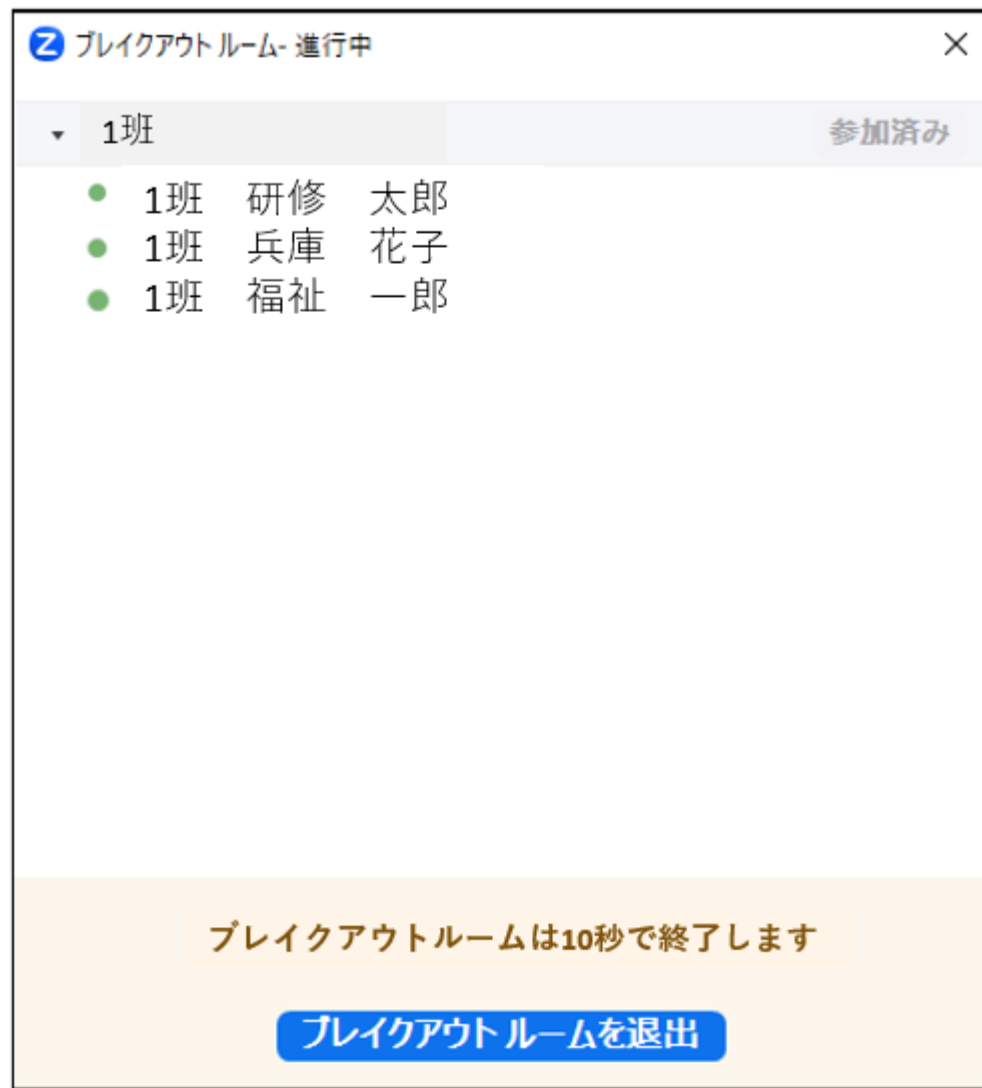 ブレイクアウト ルーム- 進行中
1班 参加済み
1班 研修 太郎
1班 兵庫 花子
1班 福祉 一郎
ブレイクアウトルームは10秒で終了します
ブレイクアウト ルームを退出